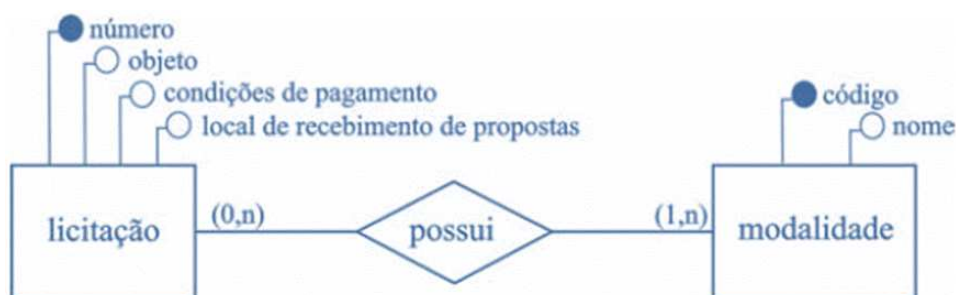 número
objeto
condições de pagamento
local de recebimento de propostas
código
nome
licitação
(0,n)
possui
(1,n)
modalidade